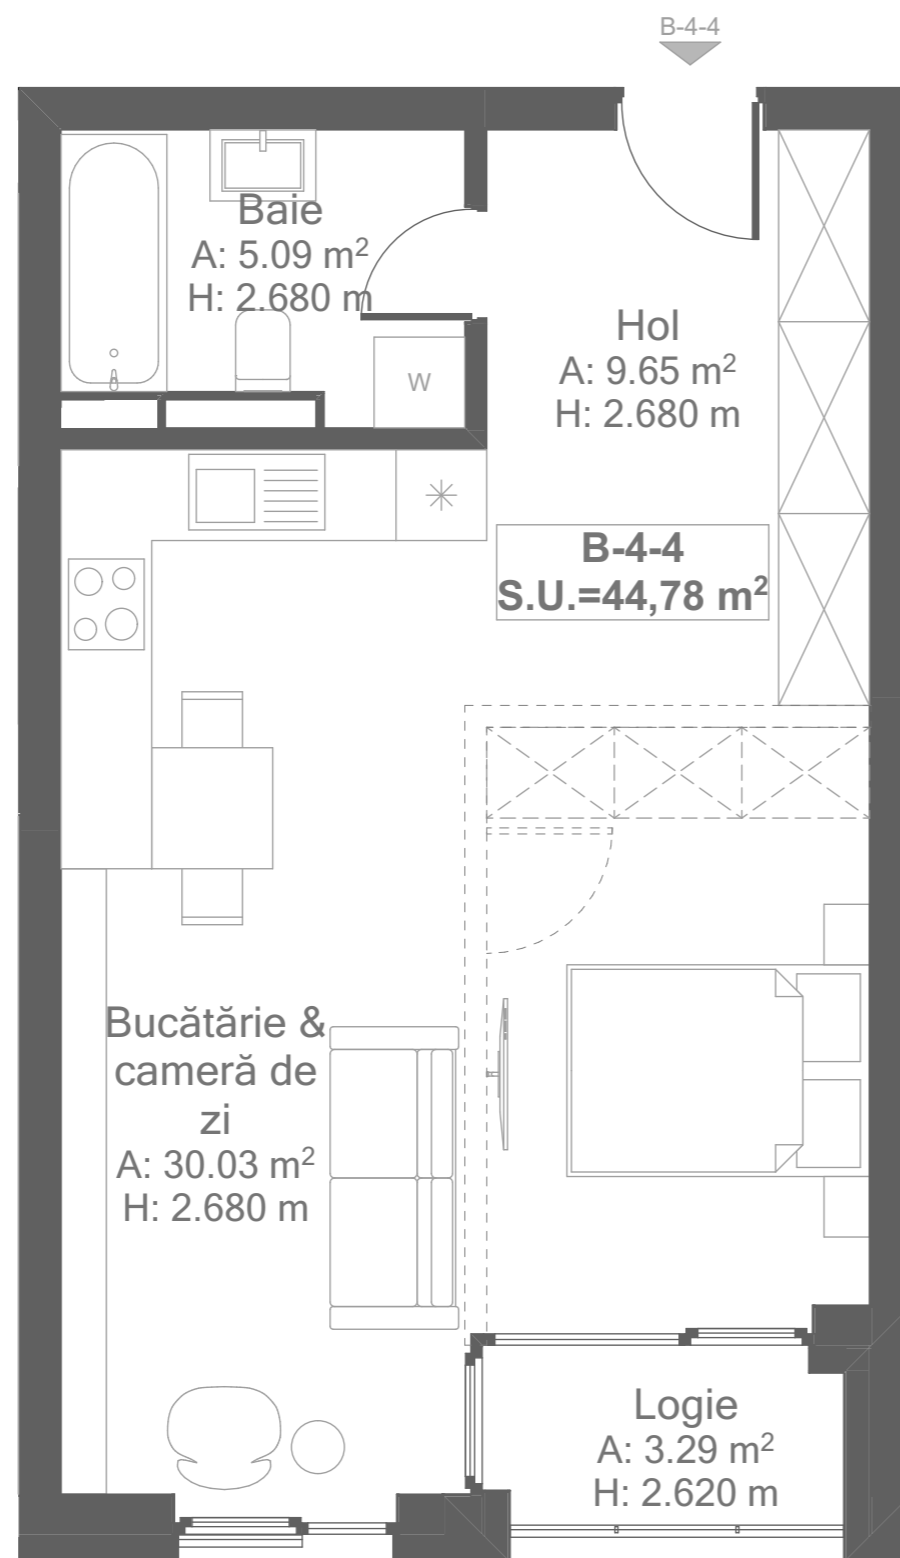 B-4-4
Baie
A: 5.09 m²
H: 2.680 m
Hol
A: 9.65 m²
H: 2.680 m
W
B-4-4
S.U.=44,78 m²
Bucătărie &
cameră de
zi
A: 30.03 m²
H: 2.680 m
Logie
A: 3.29 m²
H: 2.620 m